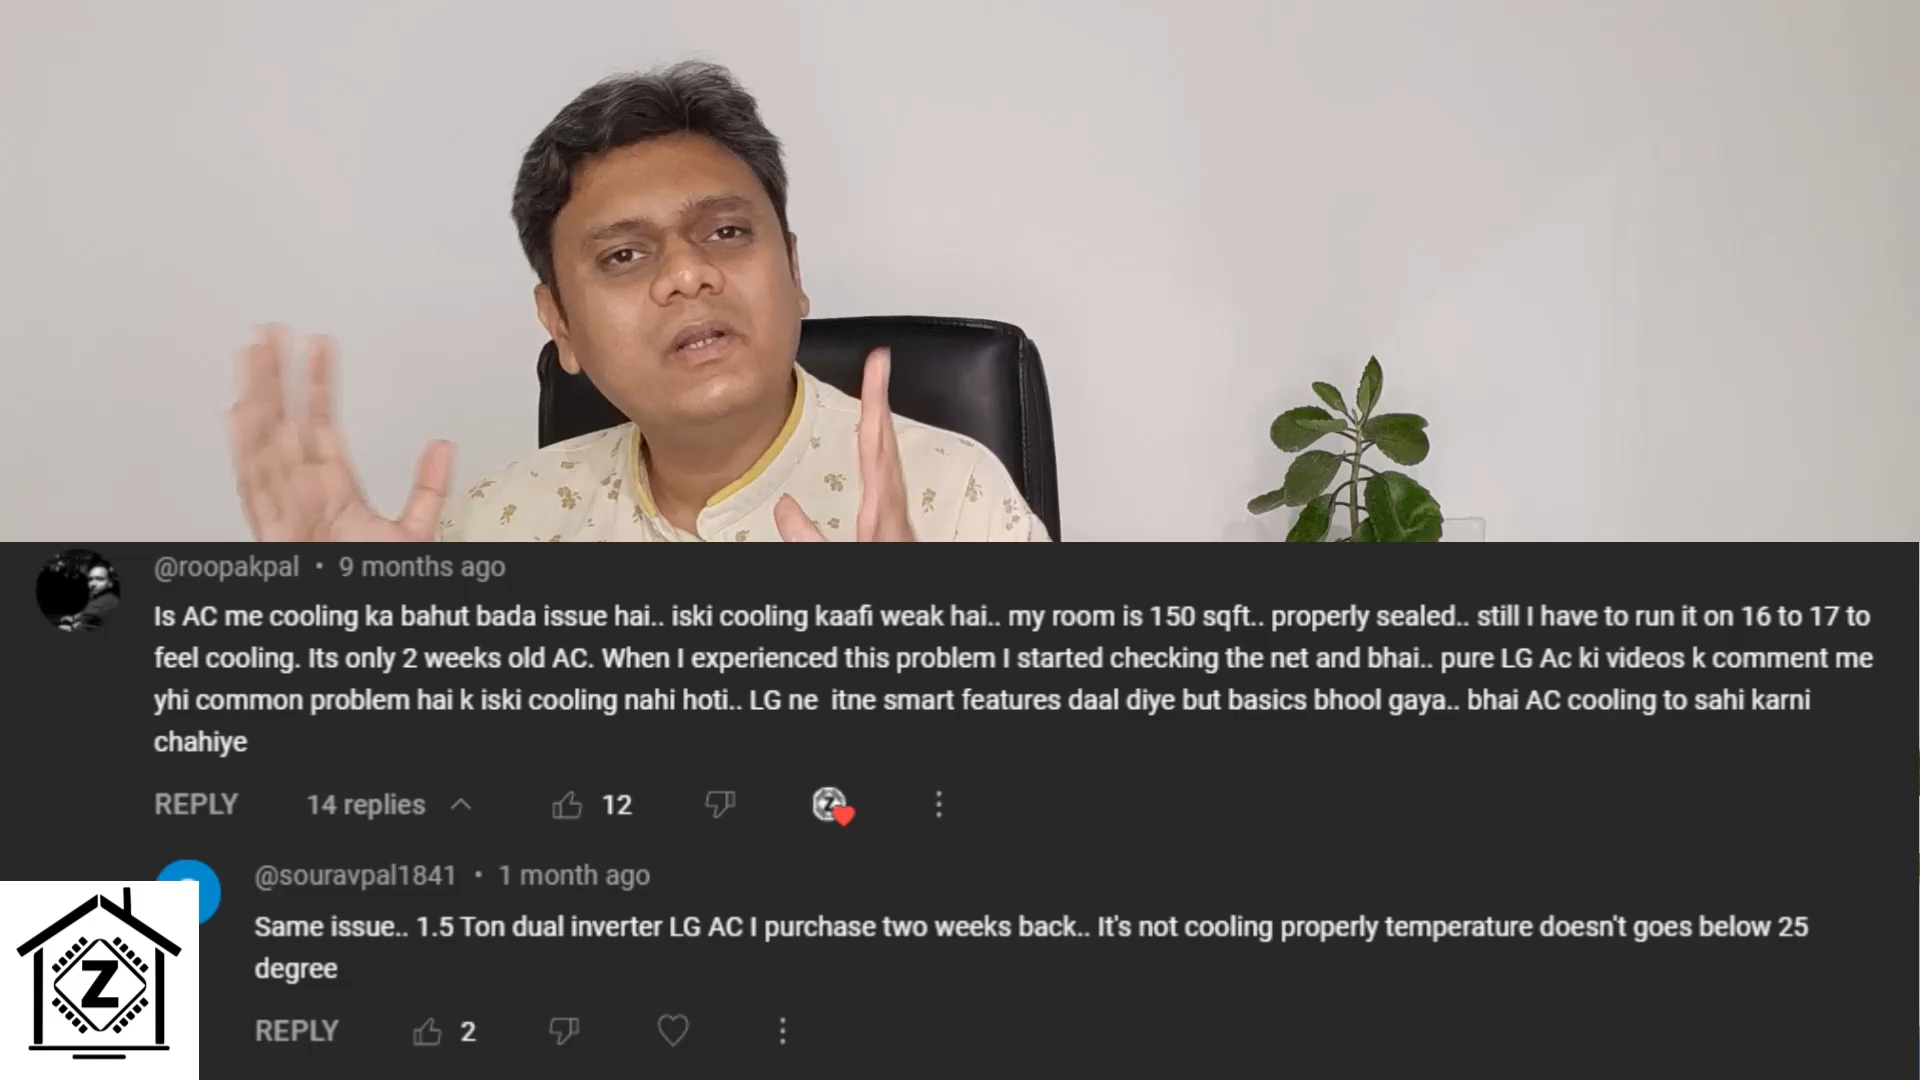 @roopakpal • 9 months ago
Is AC me cooling ka bahut bada issue hai.. iski cooling kaafi weak hai.. my room is 150 sqft.. properly sealed.. still I have to run it on 16 to 17 to
feel cooling. Its only 2 weeks old AC. When I experienced this problem I started checking the net and bhai.. pure LG Ac ki videos k comment me
yhi common problem hai k iski cooling nahi hoti.. LG ne itne smart features daal diye but basics bhool gaya.. bhai AC cooling to sahi karni
chahiye
REPLY 14 replies 12
@souravpal1841 • 1 month ago
Same issue.. 1.5 Ton dual inverter LG AC I purchase two weeks back.. It's not cooling properly temperature doesn't goes below 25
degree
REPLY 2
Z